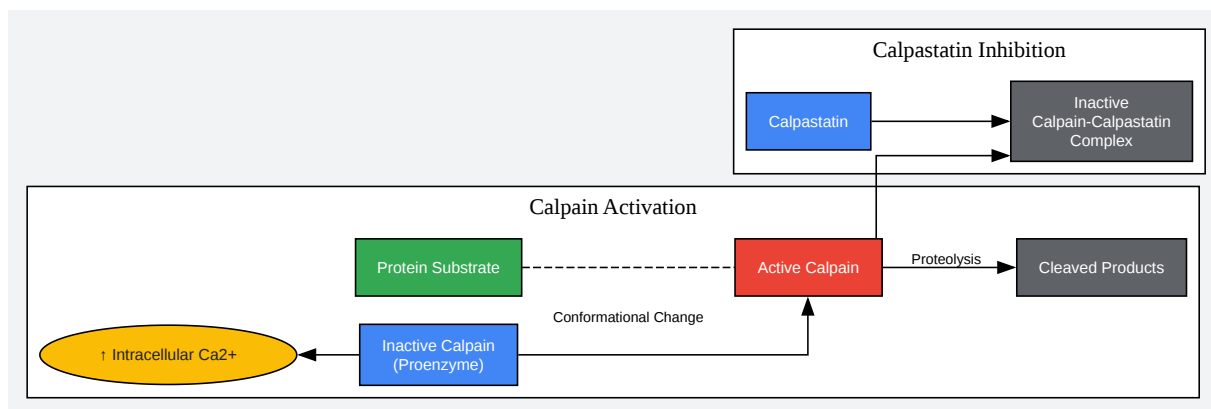 Calpastatin Inhibition
Calpastatin
Inactive
Calpain-Calpastatin
Complex
Calpain Activation
Protein Substrate
Active Calpain
Proteolysis
Cleaved Products
Conformational Change
↑ Intracellular Ca2+
Inactive Calpain
(Proenzyme)